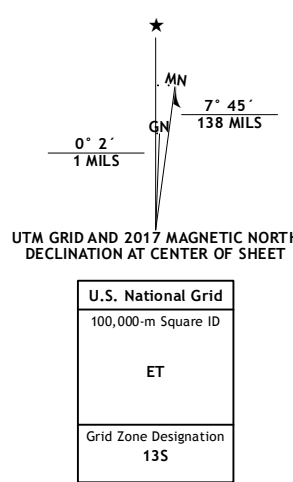 ★
MN
GN
7° 45´
138 MILS
0° 2´
1 MILS
UTM GRID AND 2017 MAGNETIC NORTH
DECLINATION AT CENTER OF SHEET
U.S. National Grid
100,000-m Square ID
ET
Grid Zone Designation
13S